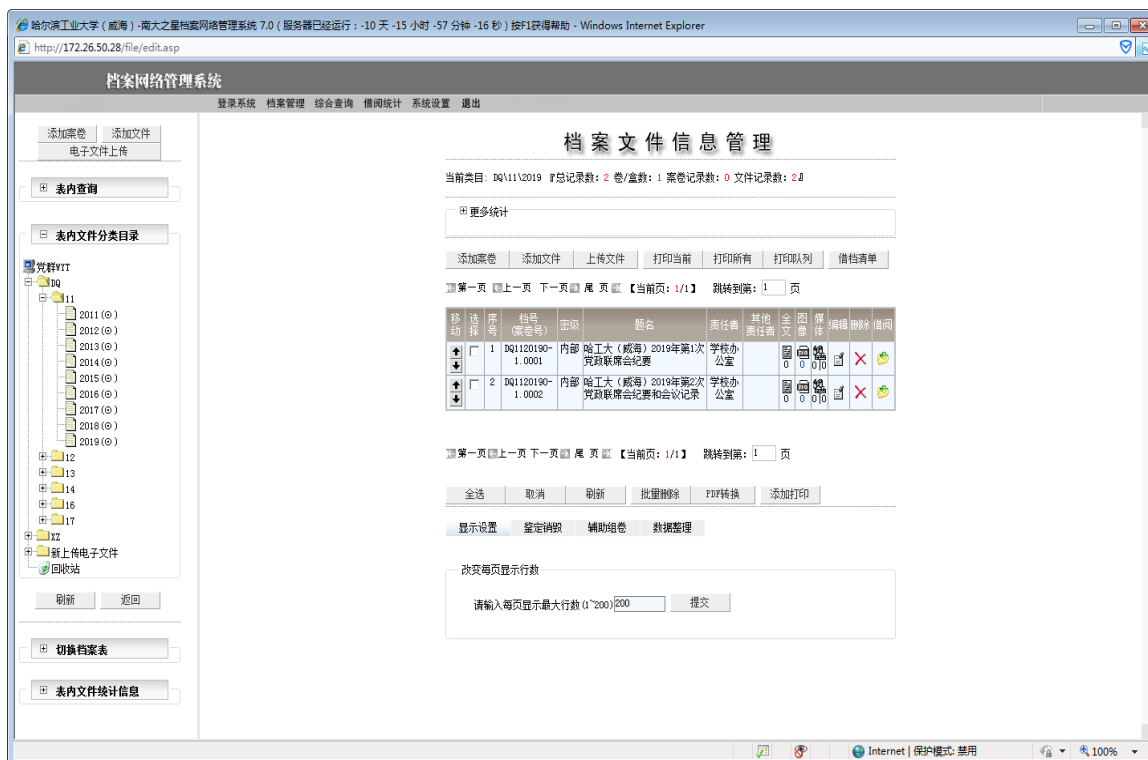 哈尔滨工业大学（威海）-南大之星档案网络管理系统 7.0（服务器已经运行：-10 天 -15 小时 -57 分钟 -16 秒）按F1获得帮助 - Windows Internet Explorer
http://172.26.50.28/file/edit.asp
档案网络管理系统
登录系统 档案管理 综合查询 借阅统计 系统设置 退出
添加案卷 添加文件
电子文件上传
表内查询
表内文件分类目录
党群WYT
DQ
11
2011(⊙)
2012(⊙)
2013(⊙)
2014(⊙)
2015(⊙)
2016(⊙)
2017(⊙)
2018(⊙)
2019(⊙)
12
13
14
16
17
XZ
新上传电子文件
回收站
刷新 返回
切换档案表
表内文件统计信息
档案文件信息管理
当前类目: DQ\11\2019 『总记录数: 2 卷/盒数: 1 案卷记录数: 0 文件记录数: 2』
更多统计
添加案卷 添加文件 上传文件 打印当前 打印所有 打印队列 借档清单
第一页 上一页 下一页 尾 页 【当前页: 1/1】 跳转到第: 1 页
移动 选择 序号 档号(案卷号) 密级 题名 责任者 其他责任者 全文 图像 媒体 编辑 删除 借阅
1 DQ1120190-1.0001 内部 哈工大（威海）2019年第1次党政联席会纪要 学校办公室 0 0 0|0
2 DQ1120190-1.0002 内部 哈工大（威海）2019年第2次党政联席会纪要和会议记录 学校办公室 0 0 0|0
第一页 上一页 下一页 尾 页 【当前页: 1/1】 跳转到第: 1 页
全选 取消 刷新 批量删除 PDF转换 添加打印
显示设置 鉴定销毁 辅助组卷 数据整理
改变每页显示行数
请输入每页显示最大行数(1~200) 200 提交
Internet | 保护模式: 禁用 100%